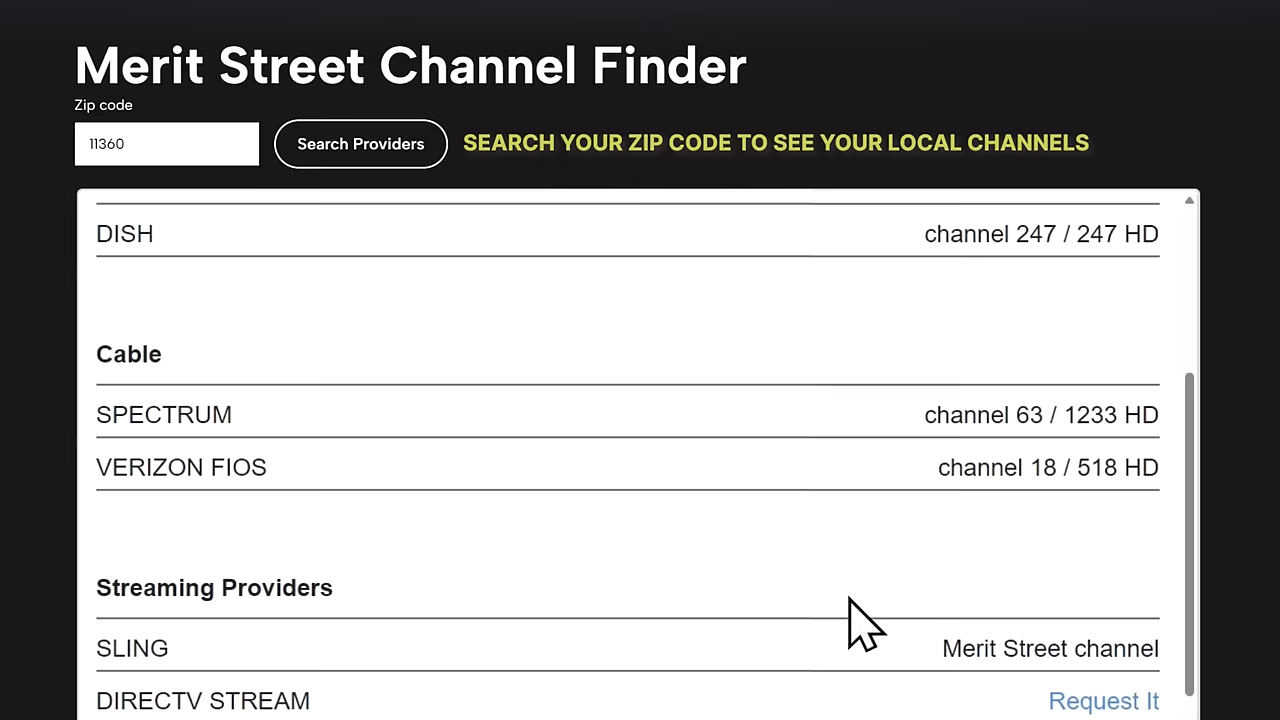 Merit Street Channel Finder
Zip code
11360
Search Providers
SEARCH YOUR ZIP CODE TO SEE YOUR LOCAL CHANNELS
DISH channel 247 / 247 HD
Cable
SPECTRUM channel 63 / 1233 HD
VERIZON FIOS channel 18 / 518 HD
Streaming Providers
SLING Merit Street channel
DIRECTV STREAM Request It